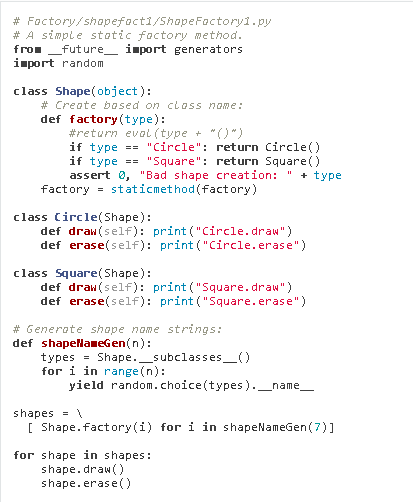 # Factory/shapefact1/ShapeFactory1.py
# A simple static factory method.
from __future__ import generators
import random

class Shape(object):
    # Create based on class name:
    def factory(type):
        #return eval(type + "()")
        if type == "Circle": return Circle()
        if type == "Square": return Square()
        assert 0, "Bad shape creation: " + type
    factory = staticmethod(factory)

class Circle(Shape):
    def draw(self): print("Circle.draw")
    def erase(self): print("Circle.erase")

class Square(Shape):
    def draw(self): print("Square.draw")
    def erase(self): print("Square.erase")

# Generate shape name strings:
def shapeNameGen(n):
    types = Shape.__subclasses__()
    for i in range(n):
        yield random.choice(types).__name__

shapes = \
  [ Shape.factory(i) for i in shapeNameGen(7)]

for shape in shapes:
    shape.draw()
    shape.erase()